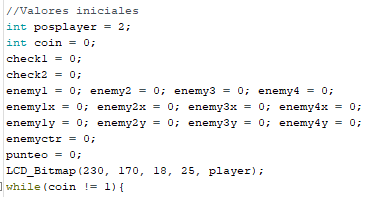 //Valores iniciales
int posplayer = 2;
int coin = 0;
check1 = 0;
check2 = 0;
enemy1 = 0; enemy2 = 0; enemy3 = 0; enemy4 = 0;
enemy1x = 0; enemy2x = 0; enemy3x = 0; enemy4x = 0;
enemy1y = 0; enemy2y = 0; enemy3y = 0; enemy4y = 0;
enemyctr = 0;
punteo = 0;
LCD_Bitmap(230, 170, 18, 25, player);
while(coin != 1){